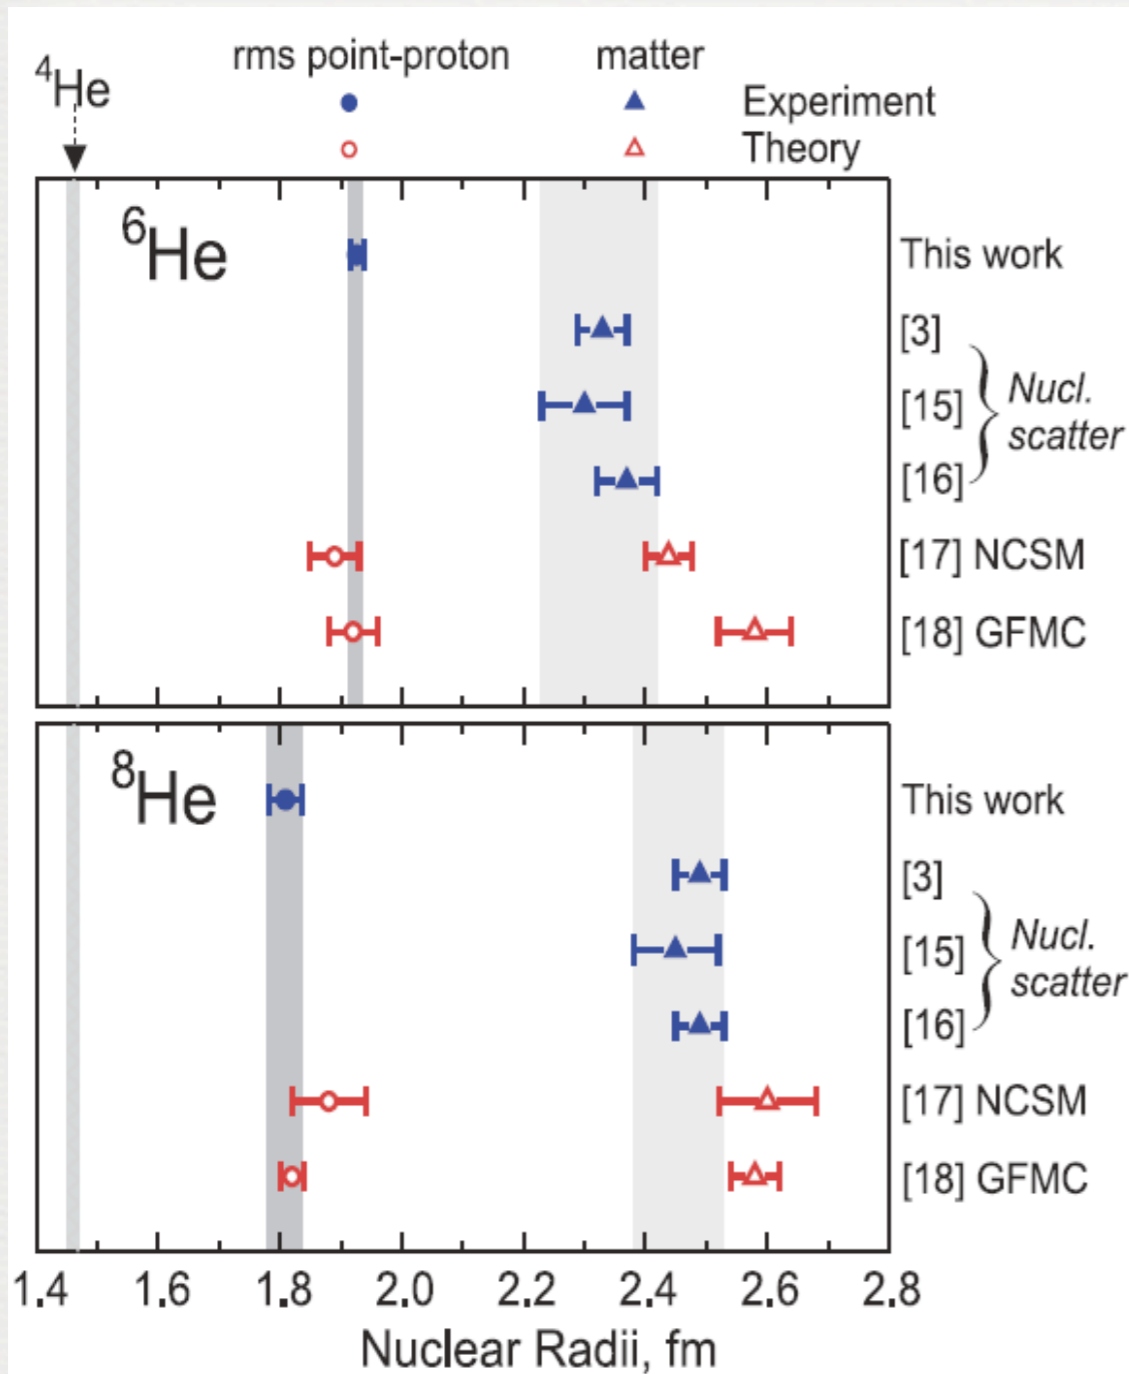 rms point-proton matter
⁴He
Experiment
Theory
⁶He
This work
[3]
[15]
[16]
Nucl.
scatter
[17] NCSM
[18] GFMC
⁸He
This work
[3]
[15]
[16]
Nucl.
scatter
[17] NCSM
[18] GFMC
1.4 1.6 1.8 2.0 2.2 2.4 2.6 2.8
Nuclear Radii, fm